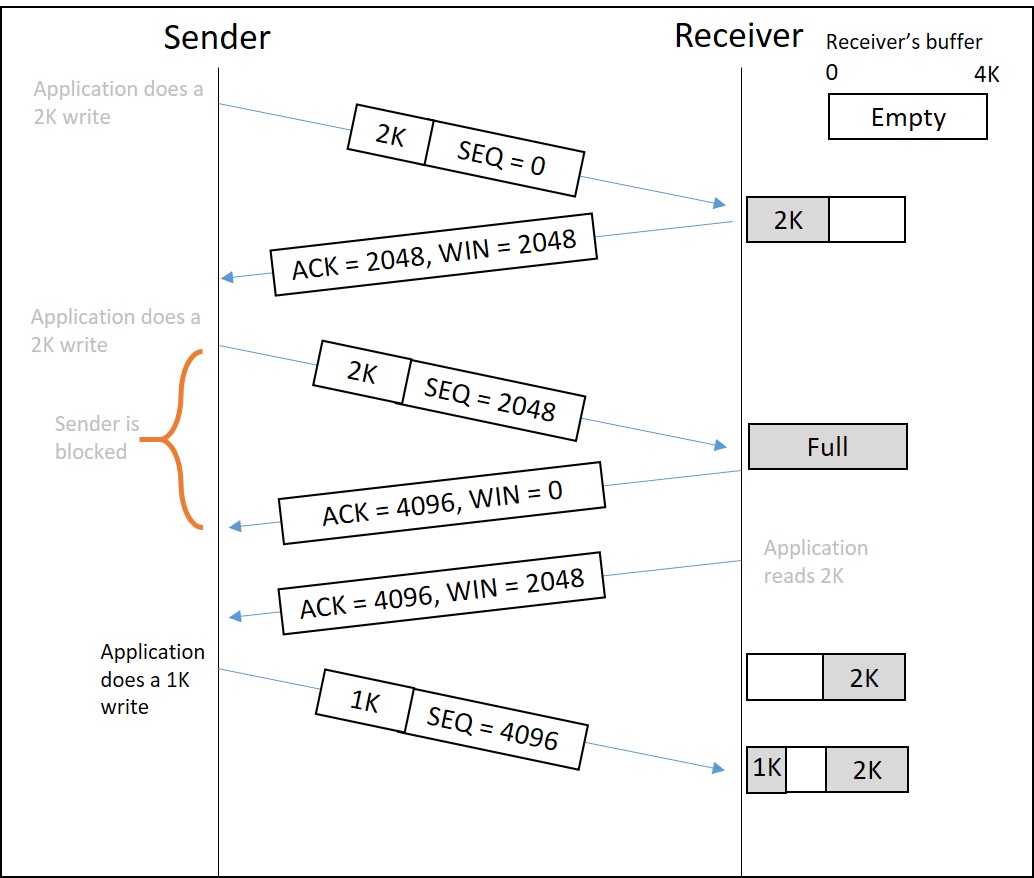 Sender
Receiver
Receiver's buffer
0
4K
Empty
Application does a
2K write
2K
SEQ = 0
2K
ACK = 2048, WIN = 2048
Application does a
2K write
2K
SEQ = 2048
Sender is
blocked
Full
ACK = 4096, WIN = 0
Application
reads 2K
ACK = 4096, WIN = 2048
Application
does a 1K
write
2K
1K
SEQ = 4096
1K
2K